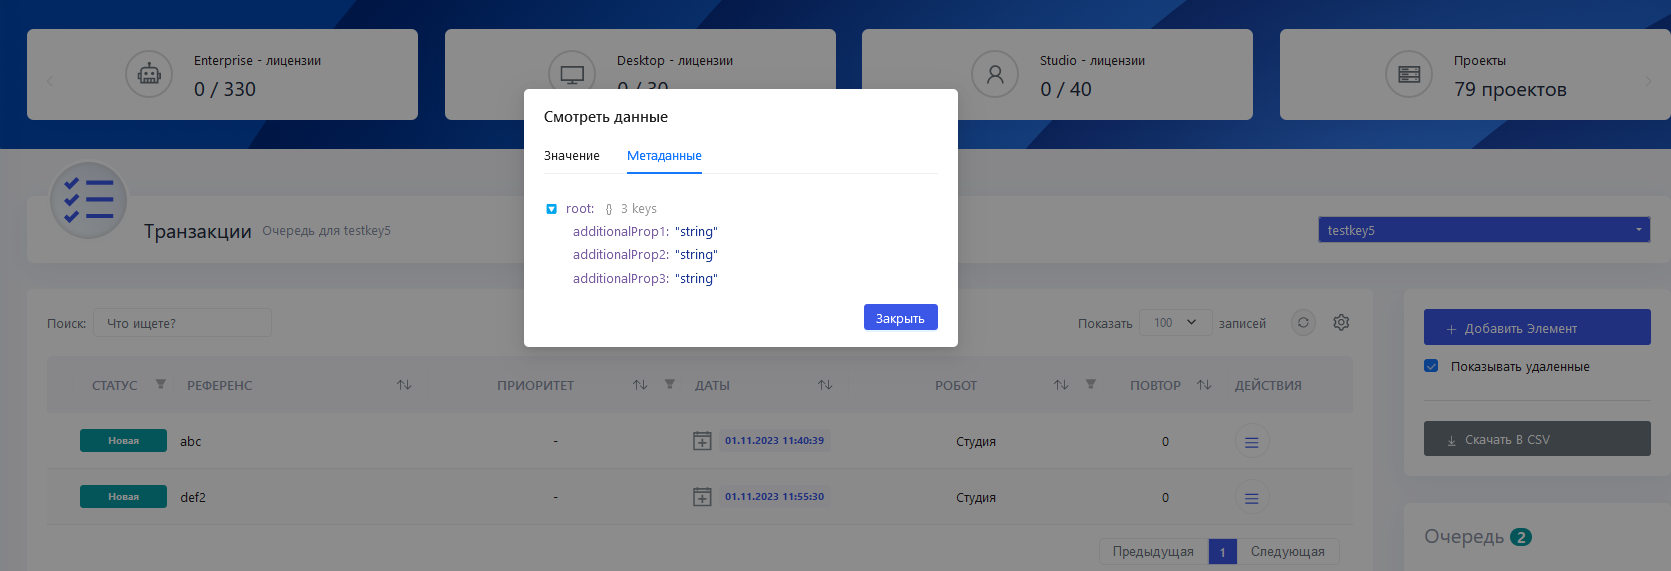 Enterprise - лицензии
0 / 330
Desktop - лицензии
0 / 30
Studio - лицензии
0 / 40
Проекты
79 проектов
Смотреть данные
Значение Метаданные
root: {} 3 keys
additionalProp1: "string"
additionalProp2: "string"
additionalProp3: "string"
Закрыть
Транзакции Очередь для testkey5
testkey5
Поиск: Что ищете?
Показать 100 записей
СТАТУС РЕФЕРЕНС ПРИОРИТЕТ ДАТЫ РОБОТ ПОВТОР ДЕЙСТВИЯ
Новая abc - 01.11.2023 11:40:39 Студия 0
Новая def2 - 01.11.2023 11:55:30 Студия 0
Предыдущая 1 Следующая
+ Добавить Элемент
Показывать удаленные
Скачать В CSV
Очередь 2